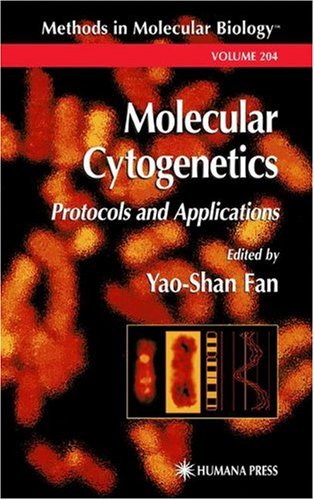 Methods in Molecular Biology™
VOLUME 204
Molecular
Cytogenetics
Protocols and Applications
Edited by
Yao-Shan Fan
HUMANA PRESS